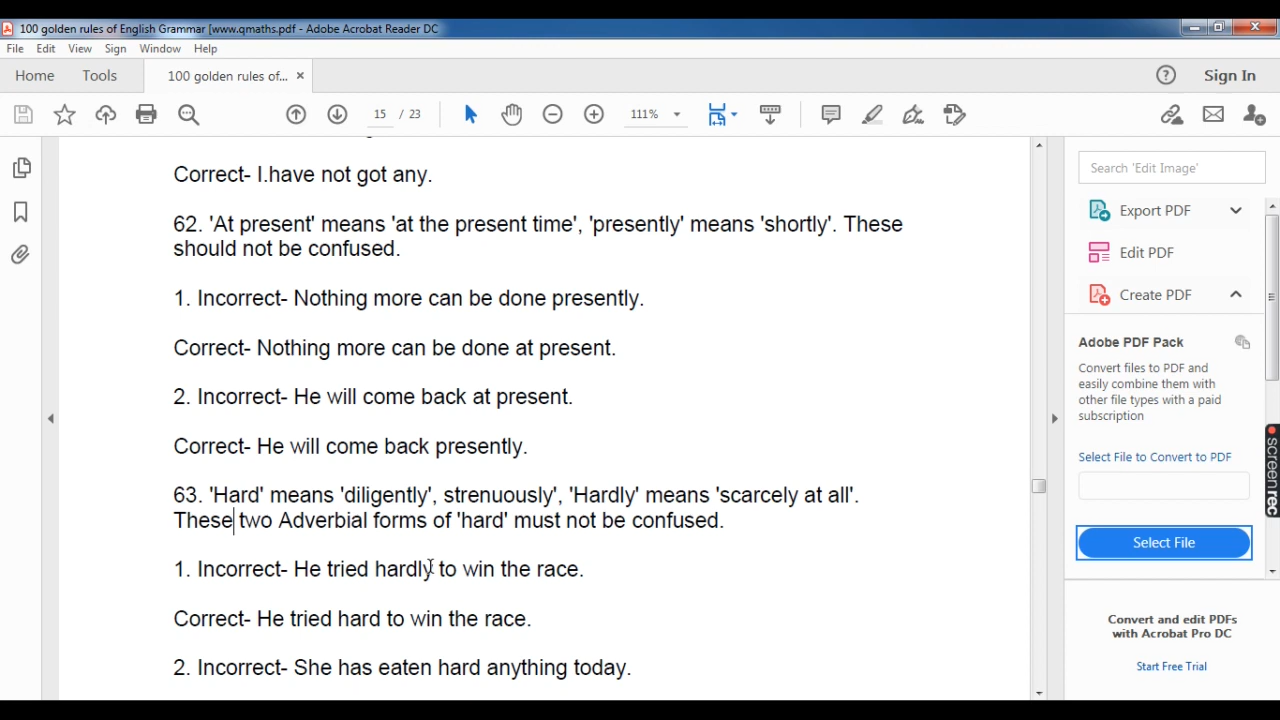 100 golden rules of English Grammar [www.qmaths.pdf - Adobe Acrobat Reader DC
File Edit View Sign Window Help
Home Tools 100 golden rules of... × Sign In
15 / 23 111%
Correct- I.have not got any.
62. 'At present' means 'at the present time', 'presently' means 'shortly'. These
should not be confused.
1. Incorrect- Nothing more can be done presently.
Correct- Nothing more can be done at present.
2. Incorrect- He will come back at present.
Correct- He will come back presently.
63. 'Hard' means 'diligently', strenuously', 'Hardly' means 'scarcely at all'.
These two Adverbial forms of 'hard' must not be confused.
1. Incorrect- He tried hardly to win the race.
Correct- He tried hard to win the race.
2. Incorrect- She has eaten hard anything today.
Search 'Edit Image'
Export PDF
Edit PDF
Create PDF
Adobe PDF Pack
Convert files to PDF and
easily combine them with
other file types with a paid
subscription
Select File to Convert to PDF
Select File
Convert and edit PDFs
with Acrobat Pro DC
Start Free Trial
screenrec